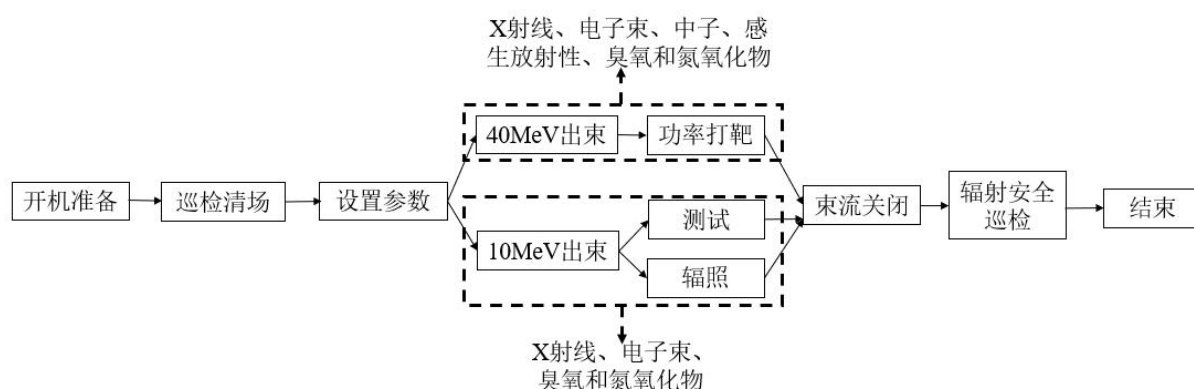 X射线、电子束、中子、感
生放射性、臭氧和氮氧化物
40MeV出束
功率打靶
开机准备
巡检清场
设置参数
10MeV出束
测试
辐照
束流关闭
辐射安全
巡检
结束
X射线、电子束、
臭氧和氮氧化物